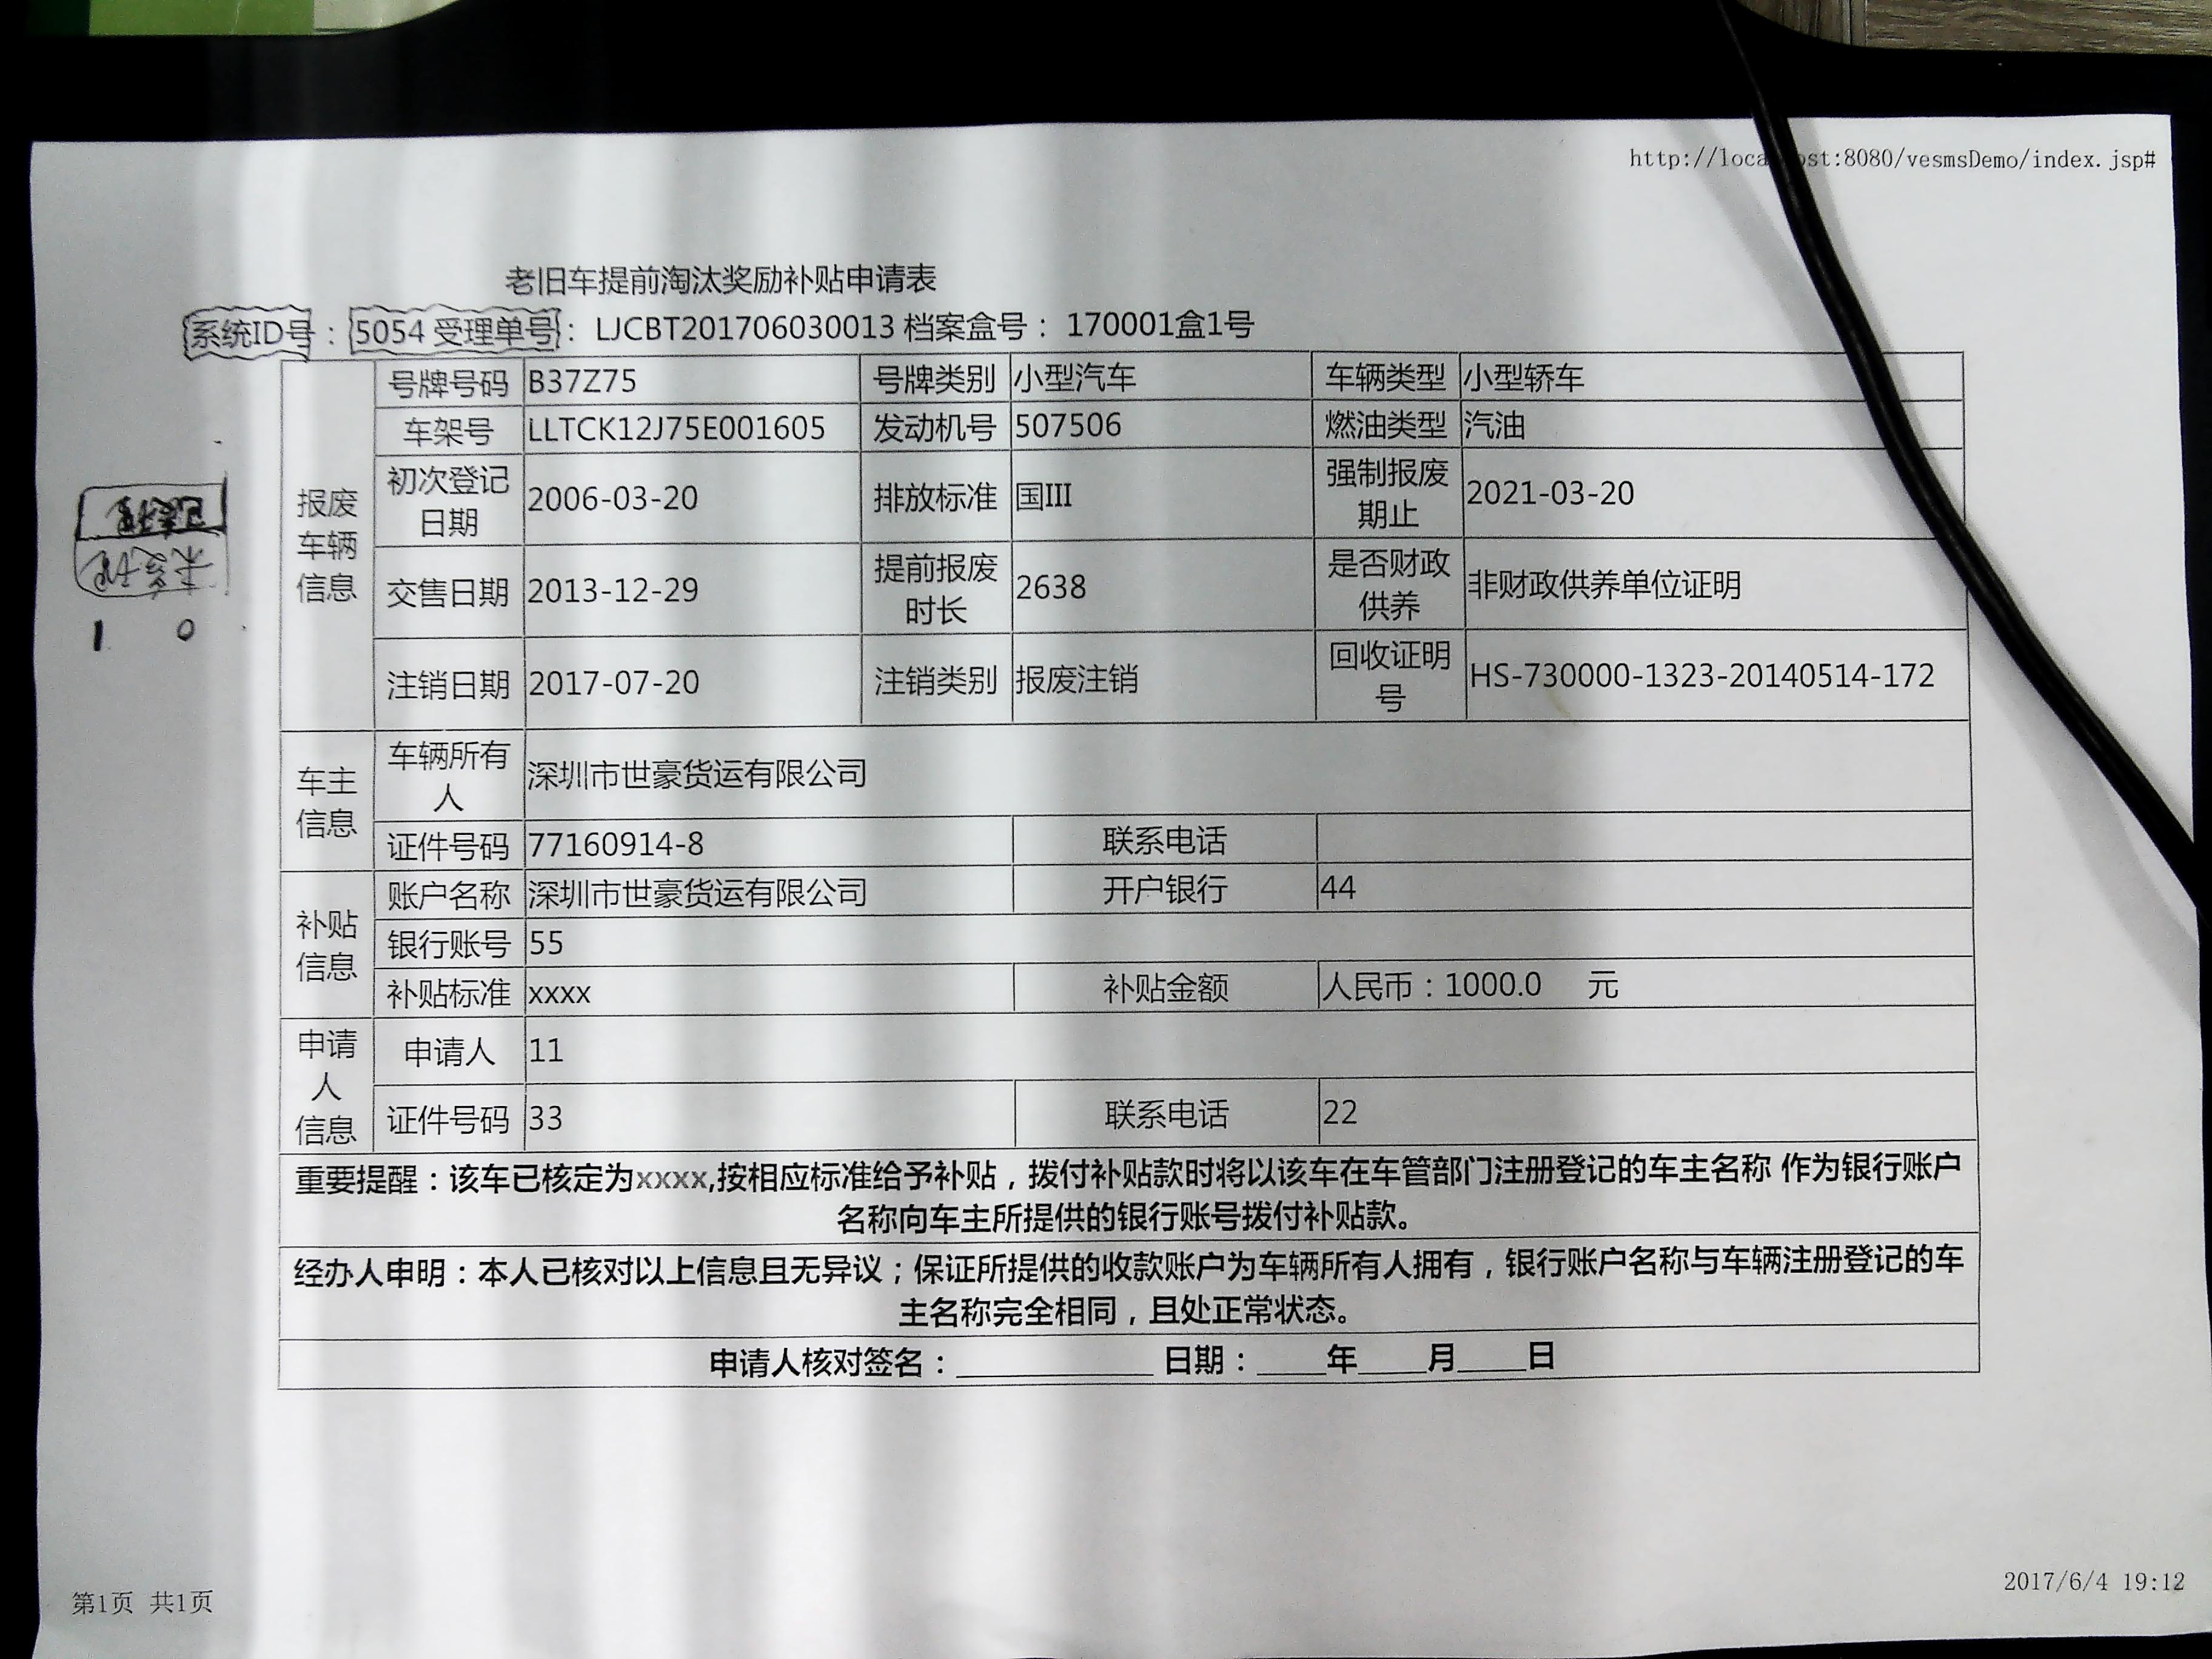 http://loca ost:8080/vesmsDemo/index.jsp#
老旧车提前淘汰奖励补贴申请表
系统ID号：5054 受理单号：LJCBT201706030013 档案盒号：170001盒1号
报废车辆信息
号牌号码 B37Z75 号牌类别 小型汽车 车辆类型 小型轿车
车架号 LLTCK12J75E001605 发动机号 507506 燃油类型 汽油
初次登记日期 2006-03-20 排放标准 国III 强制报废期止 2021-03-20
交售日期 2013-12-29 提前报废时长 2638 是否财政供养 非财政供养单位证明
注销日期 2017-07-20 注销类别 报废注销 回收证明号 HS-730000-1323-20140514-172
车主信息
车辆所有人 深圳市世豪货运有限公司
证件号码 77160914-8 联系电话
补贴信息
账户名称 深圳市世豪货运有限公司 开户银行 44
银行账号 55
补贴标准 xxxx 补贴金额 人民币：1000.0 元
申请人信息
申请人 11
证件号码 33 联系电话 22
重要提醒：该车已核定为xxxx,按相应标准给予补贴，拨付补贴款时将以该车在车管部门注册登记的车主名称 作为银行账户
名称向车主所提供的银行账号拨付补贴款。
经办人申明：本人已核对以上信息且无异议；保证所提供的收款账户为车辆所有人拥有，银行账户名称与车辆注册登记的车
主名称完全相同，且处正常状态。
申请人核对签名：____________ 日期：____年____月____日
1 0
第1页 共1页
2017/6/4 19:12